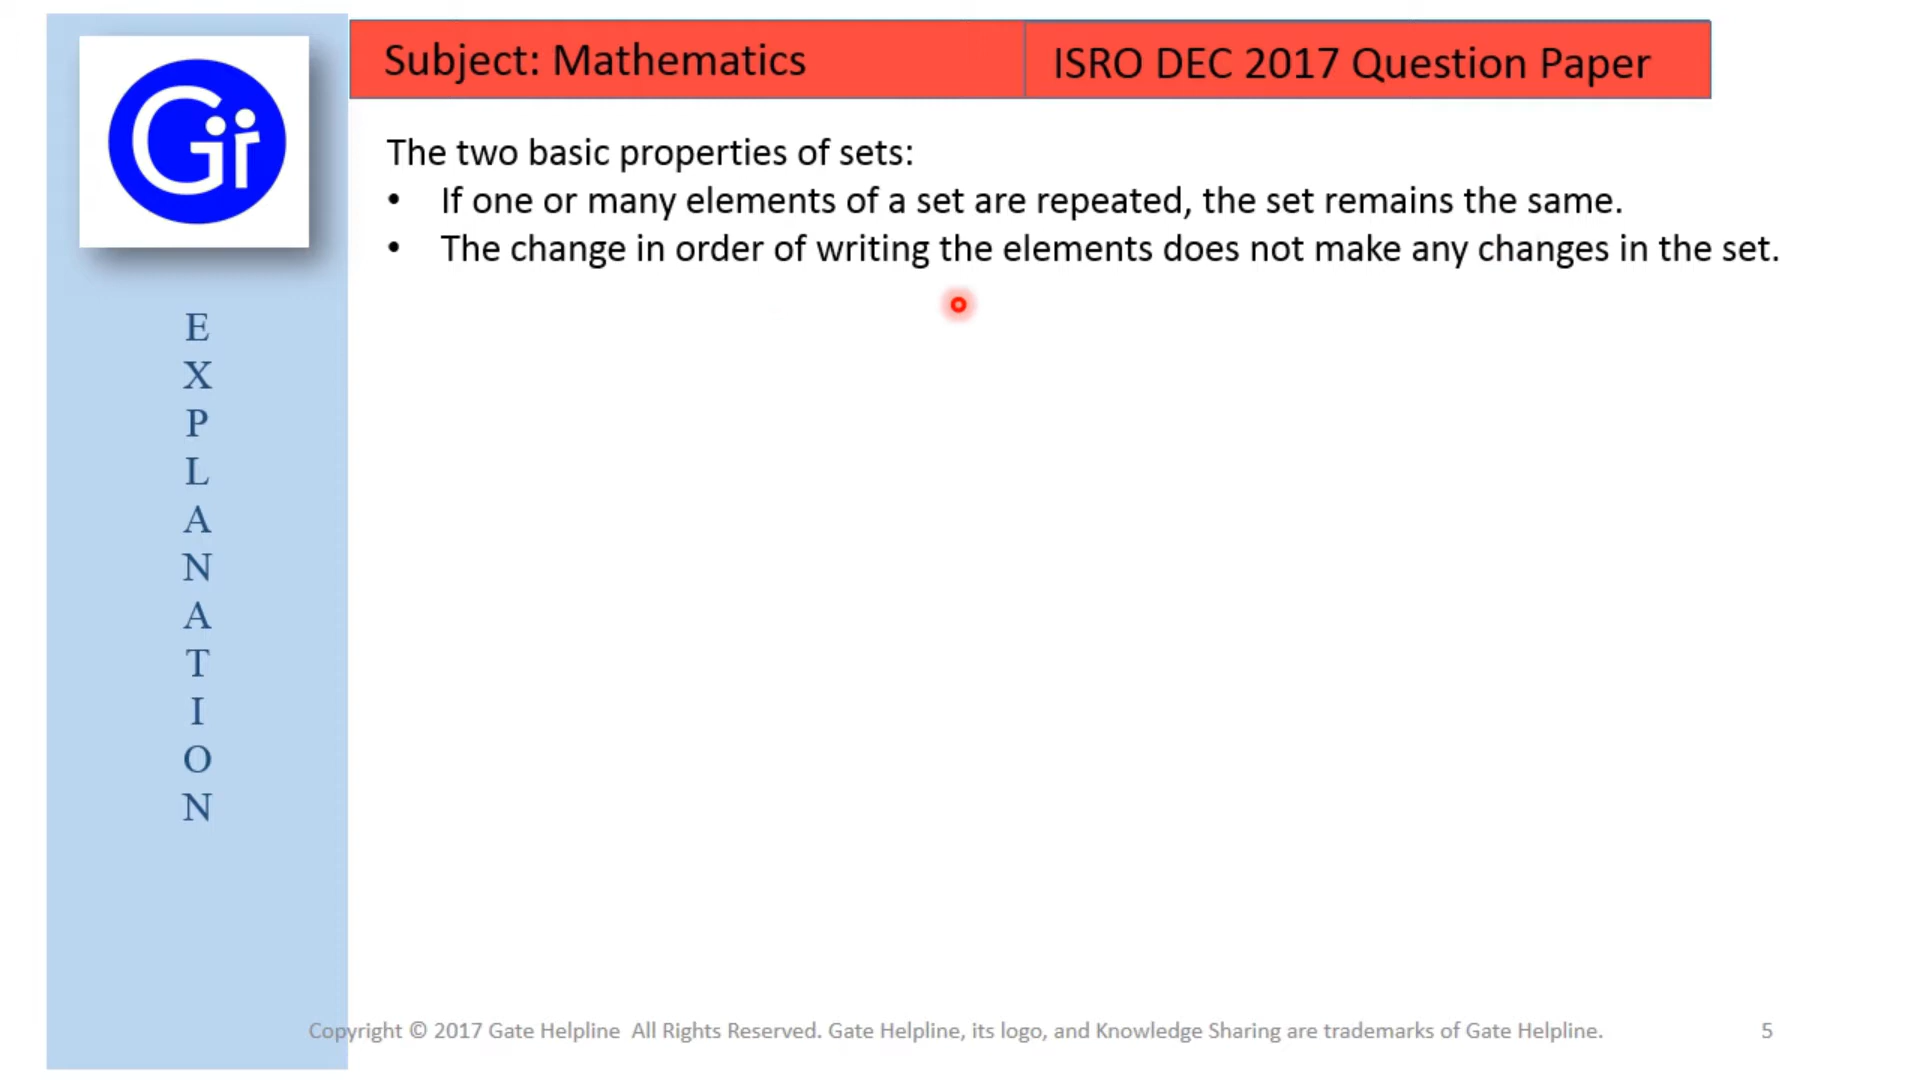 Gi
Subject: Mathematics
ISRO DEC 2017 Question Paper
The two basic properties of sets:
• If one or many elements of a set are repeated, the set remains the same.
• The change in order of writing the elements does not make any changes in the set.
E
X
P
L
A
N
A
T
I
O
N
Copyright © 2017 Gate Helpline All Rights Reserved. Gate Helpline, its logo, and Knowledge Sharing are trademarks of Gate Helpline.
5